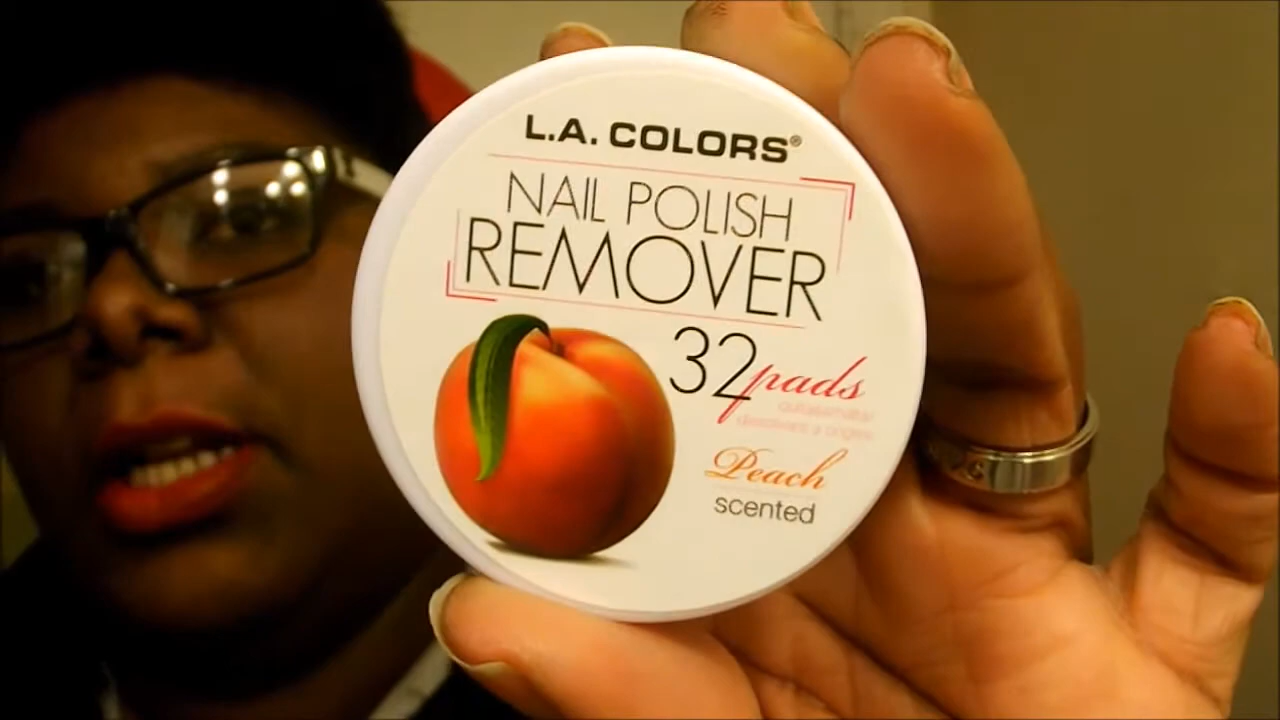 L.A. COLORS®
NAIL POLISH
REMOVER
32 pads
Peach
scented